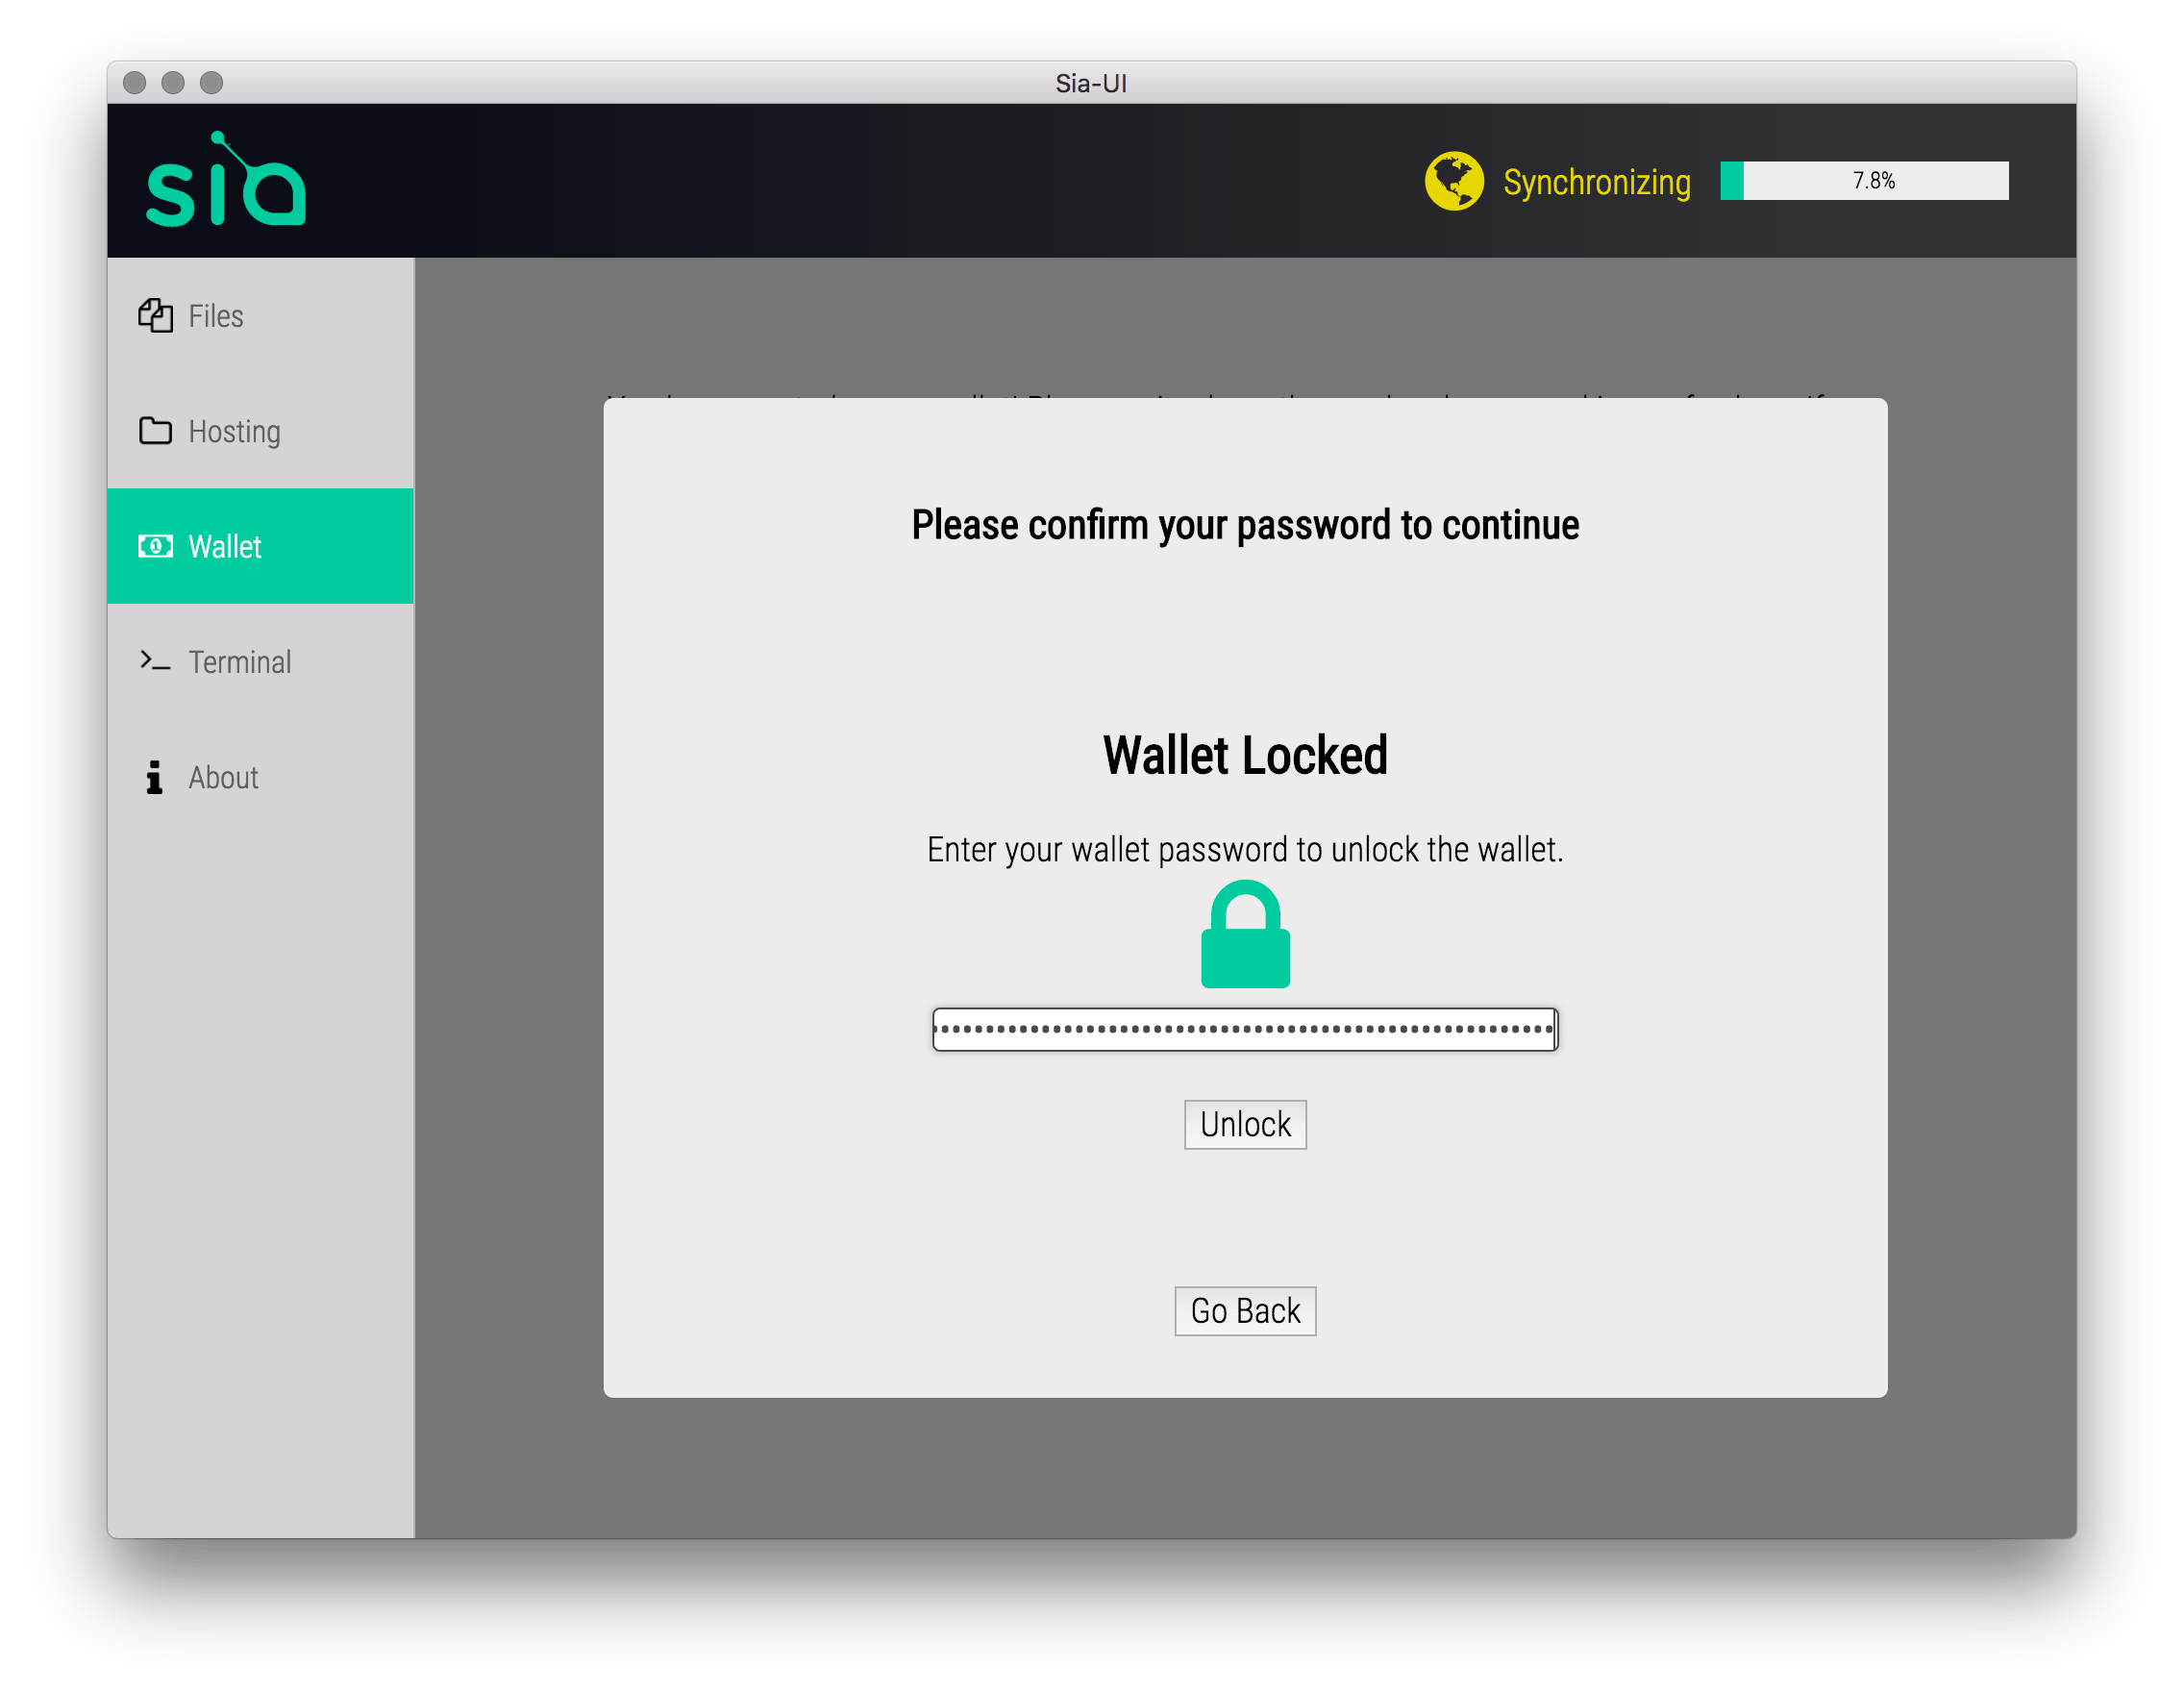 Sia-UI
sia
Synchronizing
7.8%
Files
Hosting
Wallet
Terminal
About
Please confirm your password to continue
Wallet Locked
Enter your wallet password to unlock the wallet.
Unlock
Go Back